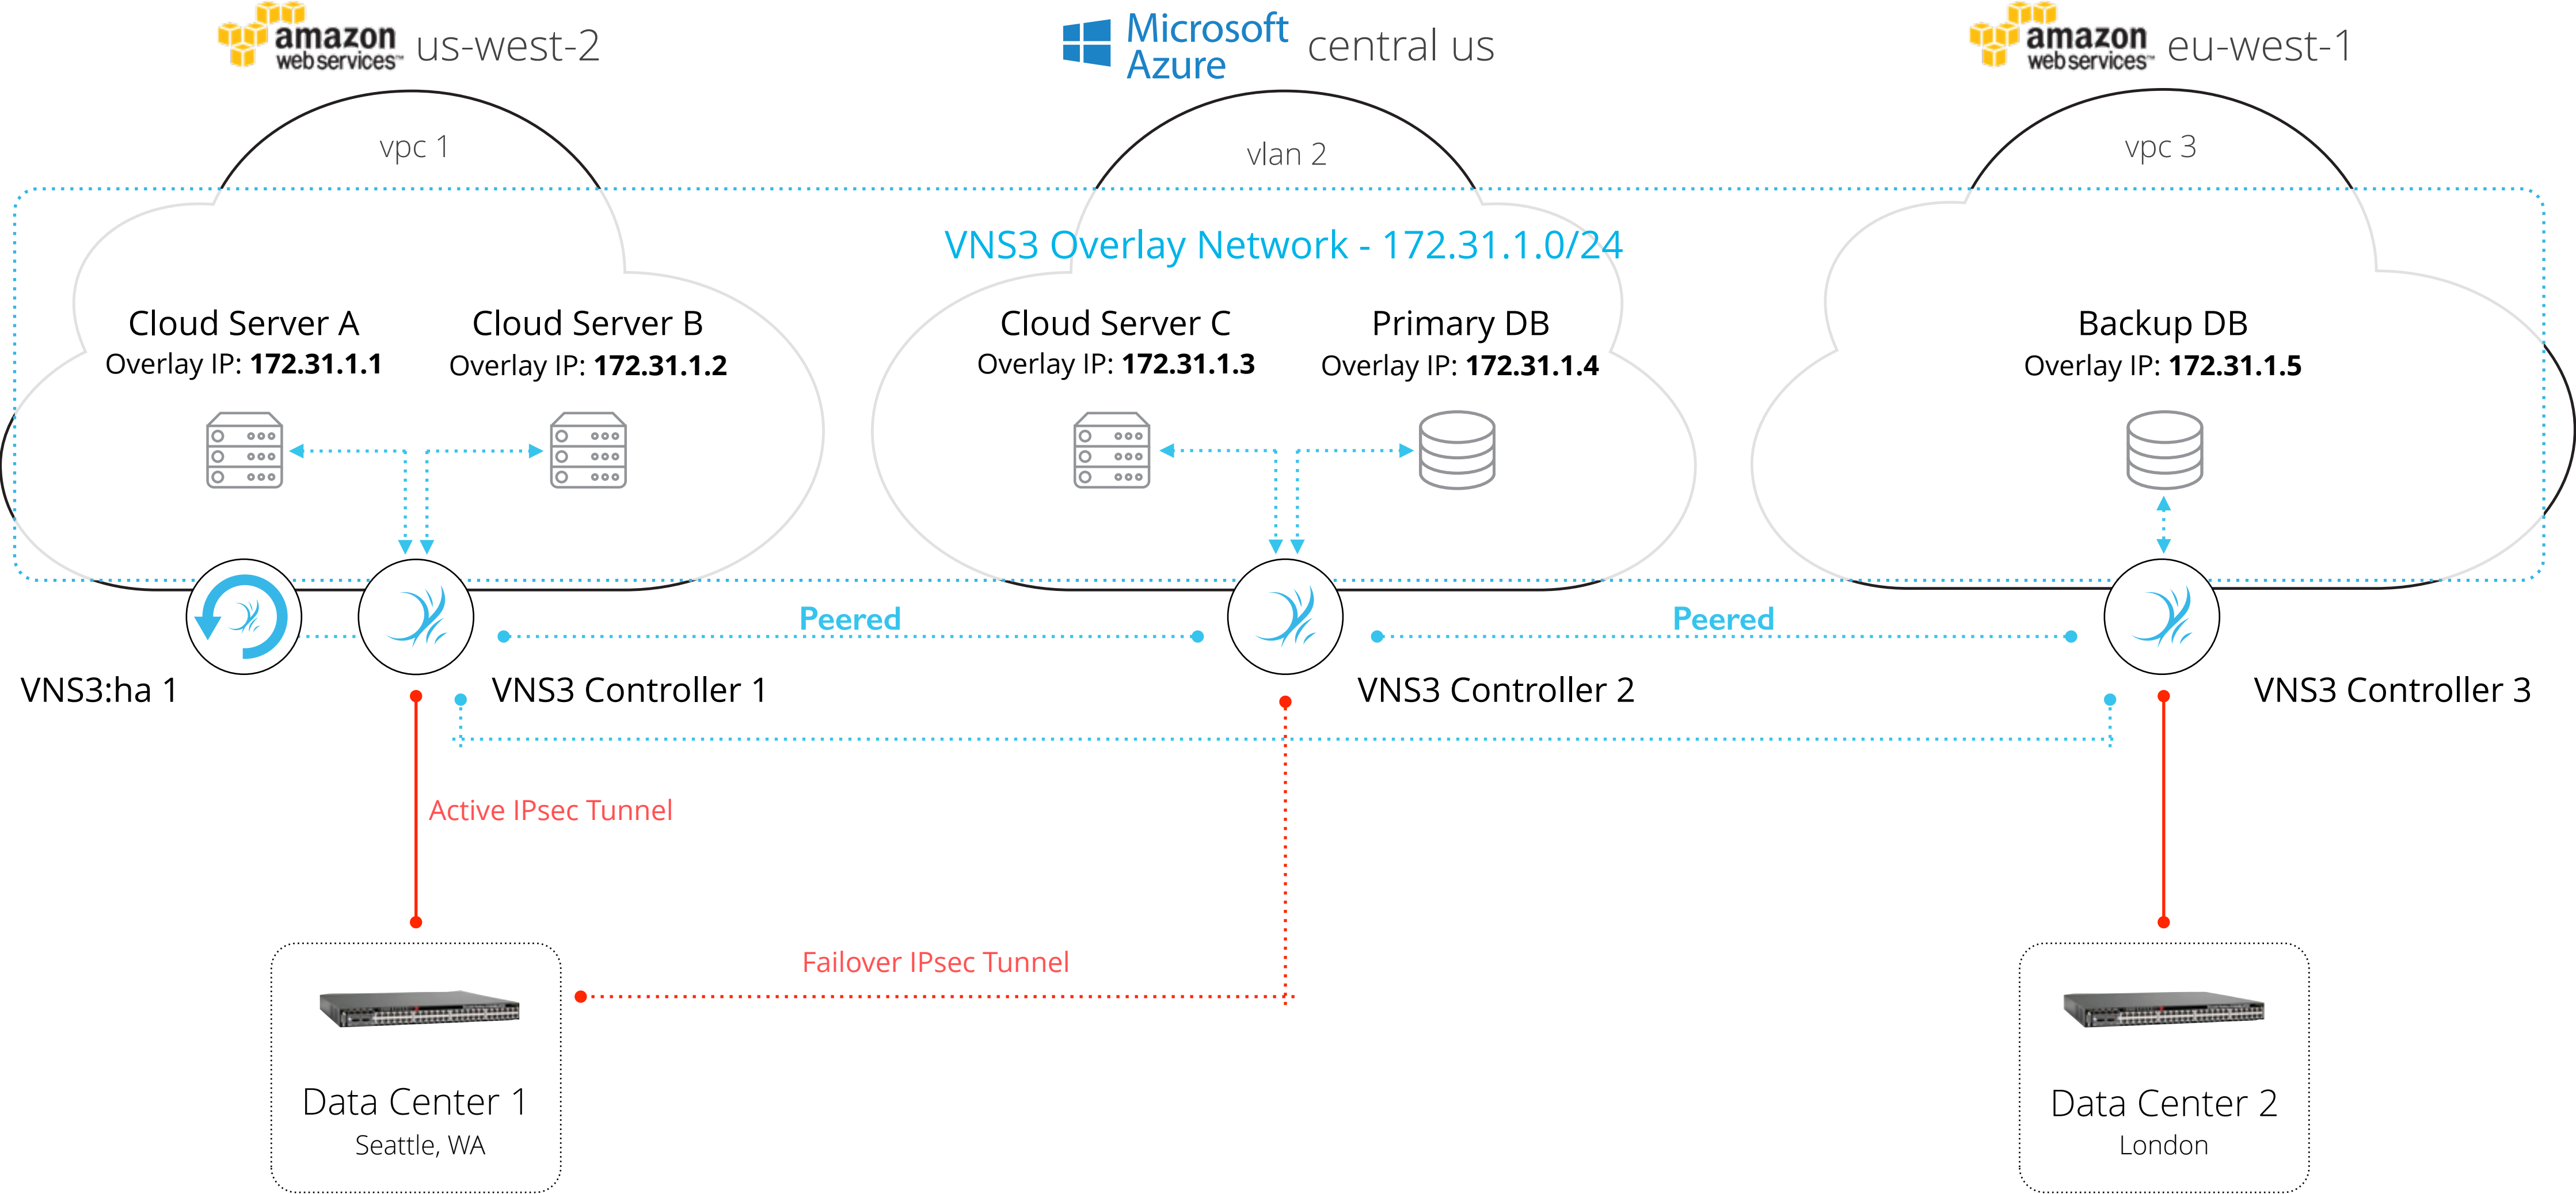 amazon
web services™
us-west-2
Microsoft
Azure
central us
amazon
web services™
eu-west-1
vpc 1
vlan 2
vpc 3
VNS3 Overlay Network - 172.31.1.0/24
Cloud Server A
Overlay IP: 172.31.1.1
Cloud Server B
Overlay IP: 172.31.1.2
Cloud Server C
Overlay IP: 172.31.1.3
Primary DB
Overlay IP: 172.31.1.4
Backup DB
Overlay IP: 172.31.1.5
Peered
Peered
VNS3:ha 1
VNS3 Controller 1
VNS3 Controller 2
VNS3 Controller 3
Active IPsec Tunnel
Failover IPsec Tunnel
Data Center 1
Seattle, WA
Data Center 2
London